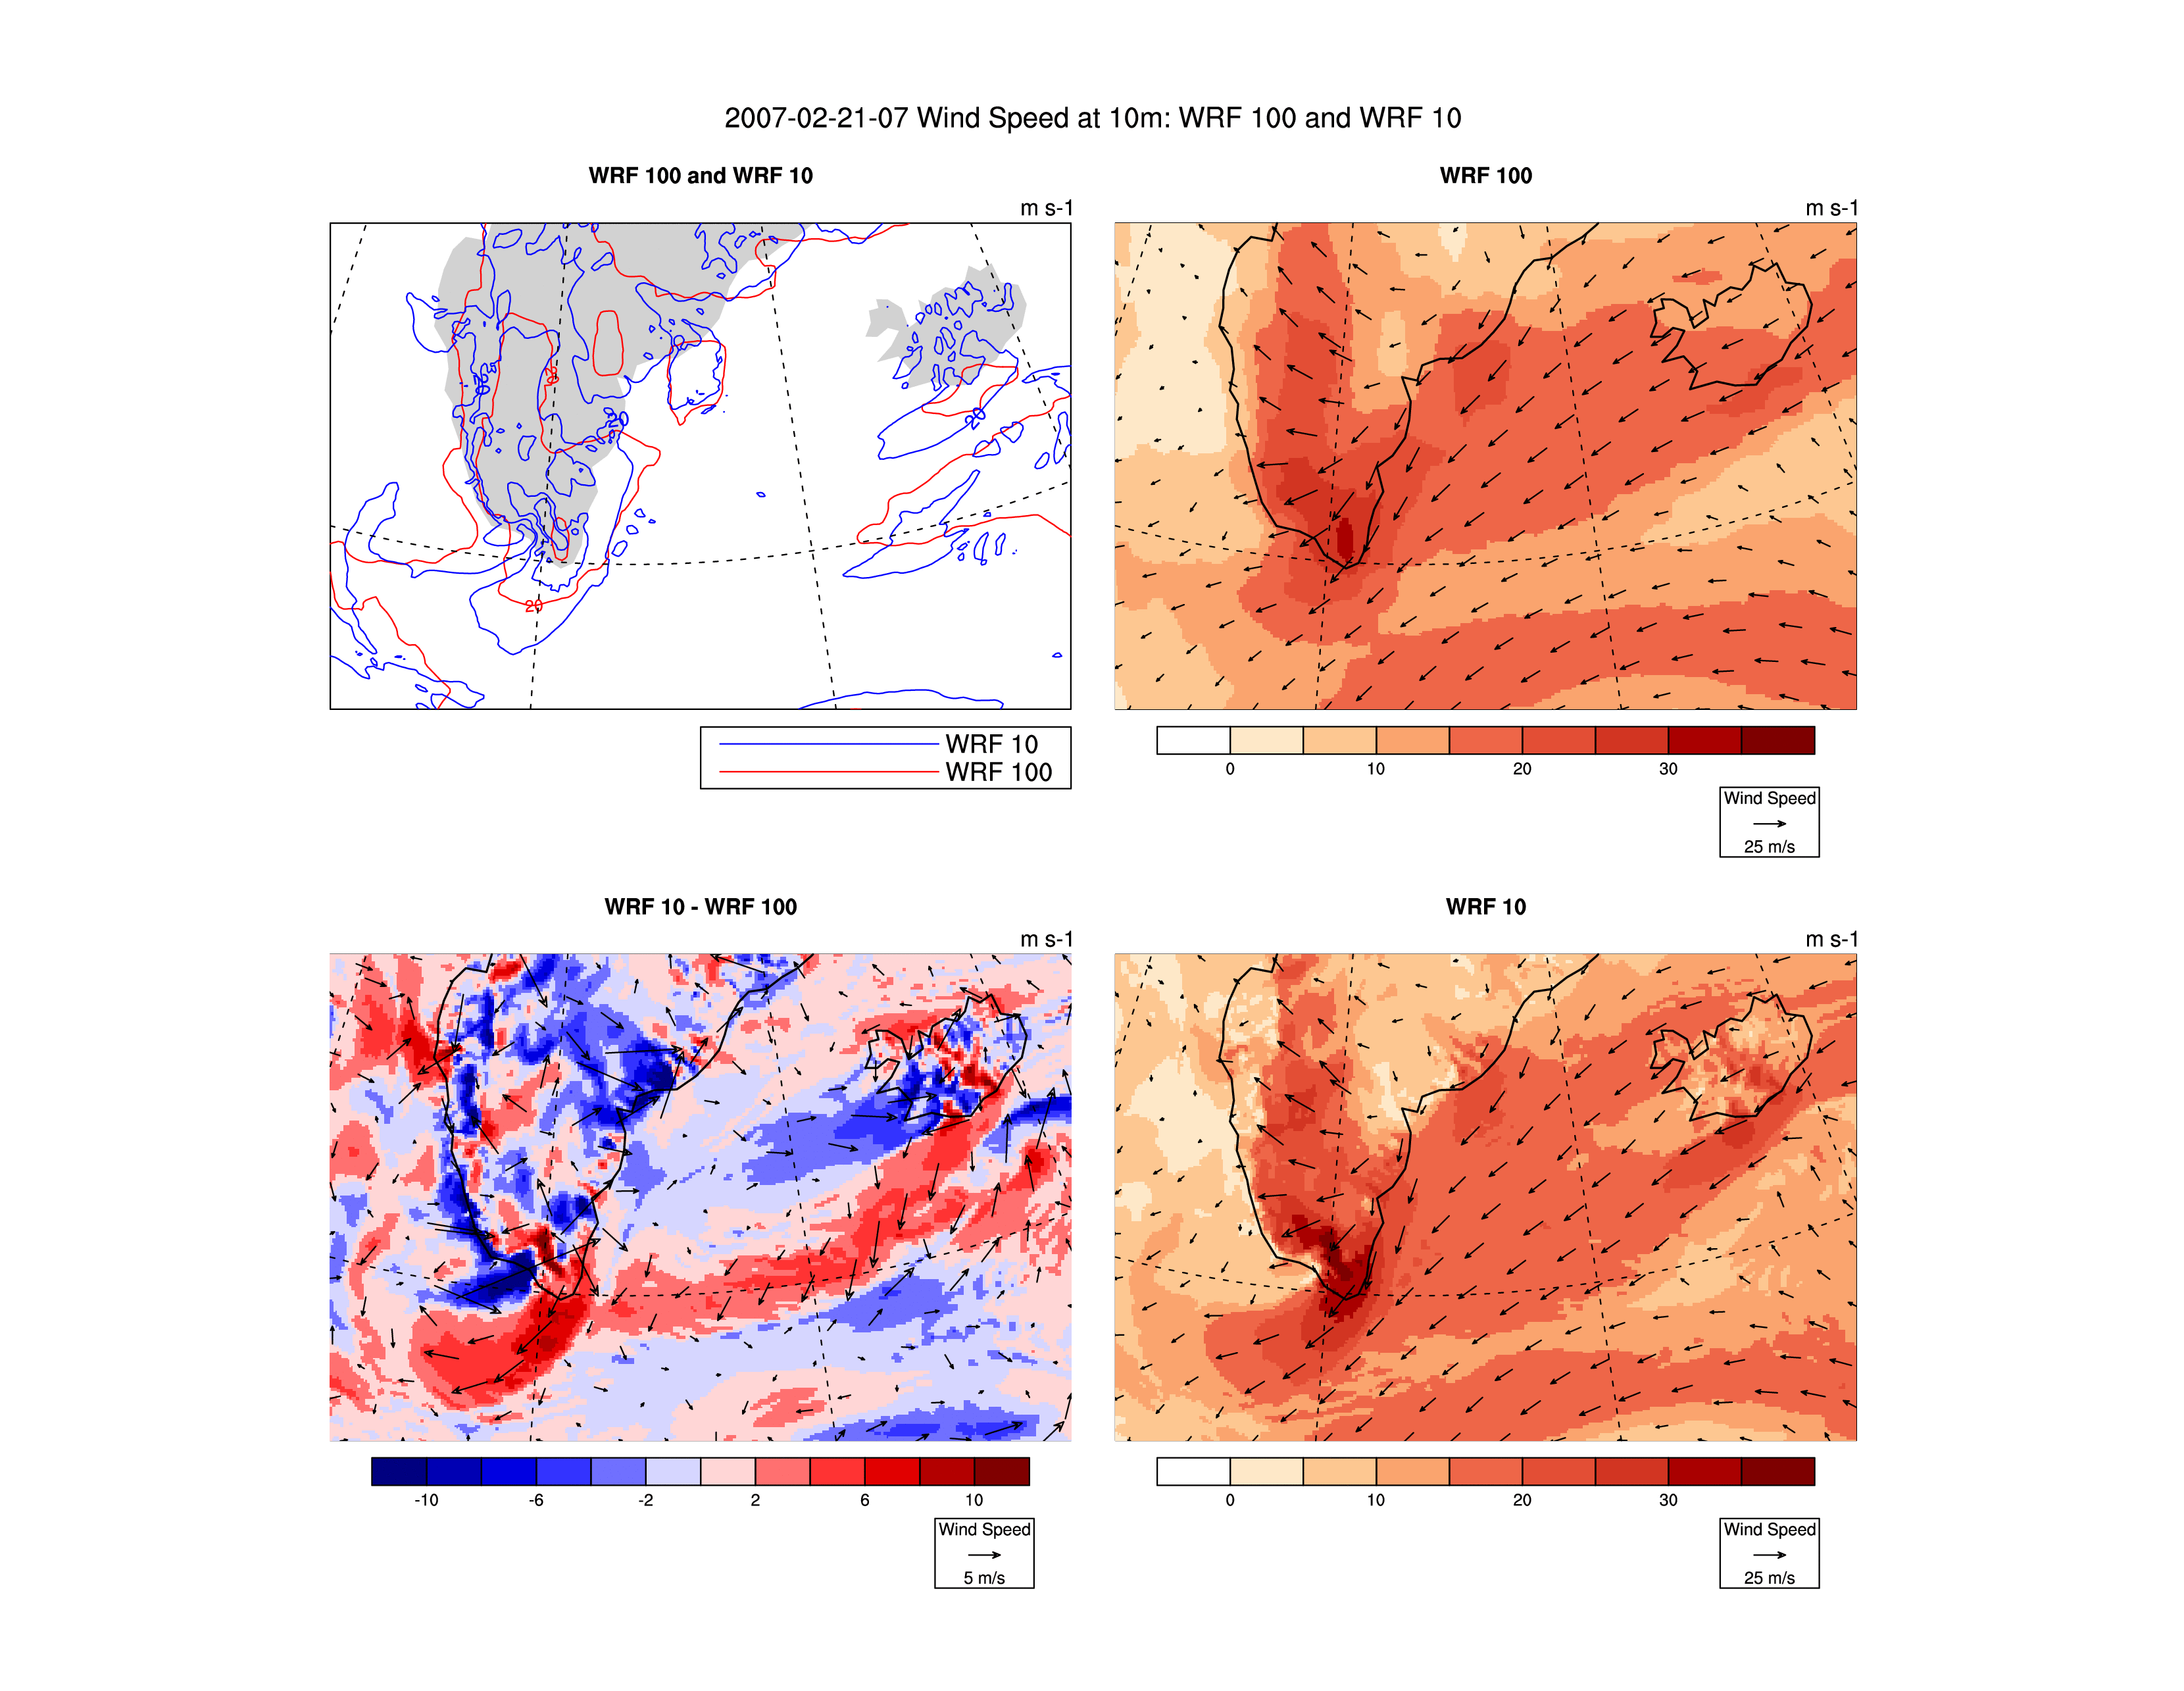 2007-02-21-07 Wind Speed at 10m: WRF 100 and WRF 10
WRF 100 and WRF 10
m s-1
20
20
20
20
20
WRF 10
WRF 100
WRF 100
m s-1
0 10 20 30
Wind Speed
25 m/s
WRF 10 - WRF 100
m s-1
-10 -6 -2 2 6 10
Wind Speed
5 m/s
WRF 10
m s-1
0 10 20 30
Wind Speed
25 m/s